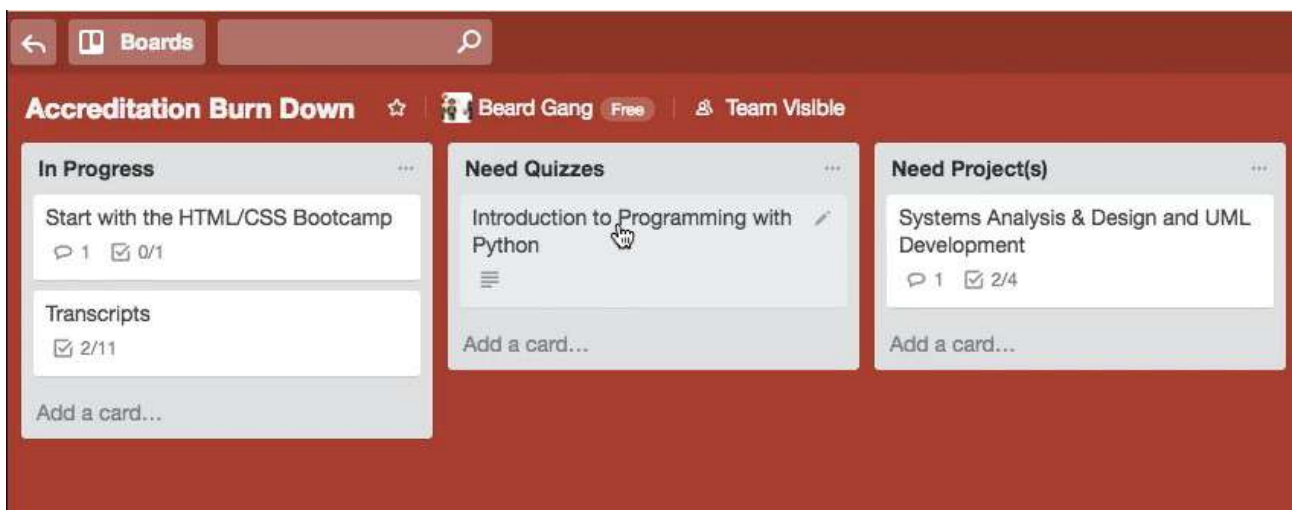 Boards
Accreditation Burn Down
Beard Gang Free
Team Visible
In Progress
Start with the HTML/CSS Bootcamp
1 0/1
Transcripts
2/11
Add a card...
Need Quizzes
Introduction to Programming with
Python
Add a card...
Need Project(s)
Systems Analysis & Design and UML
Development
1 2/4
Add a card...